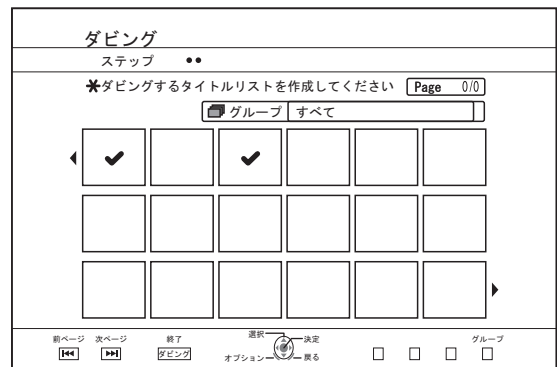 ダビング
ステップ ••
✱ダビングするタイトルリストを作成してください Page 0/0
グループ すべて
前ページ 次ページ 終了 選択 決定 グループ
ダビング オプション 戻る